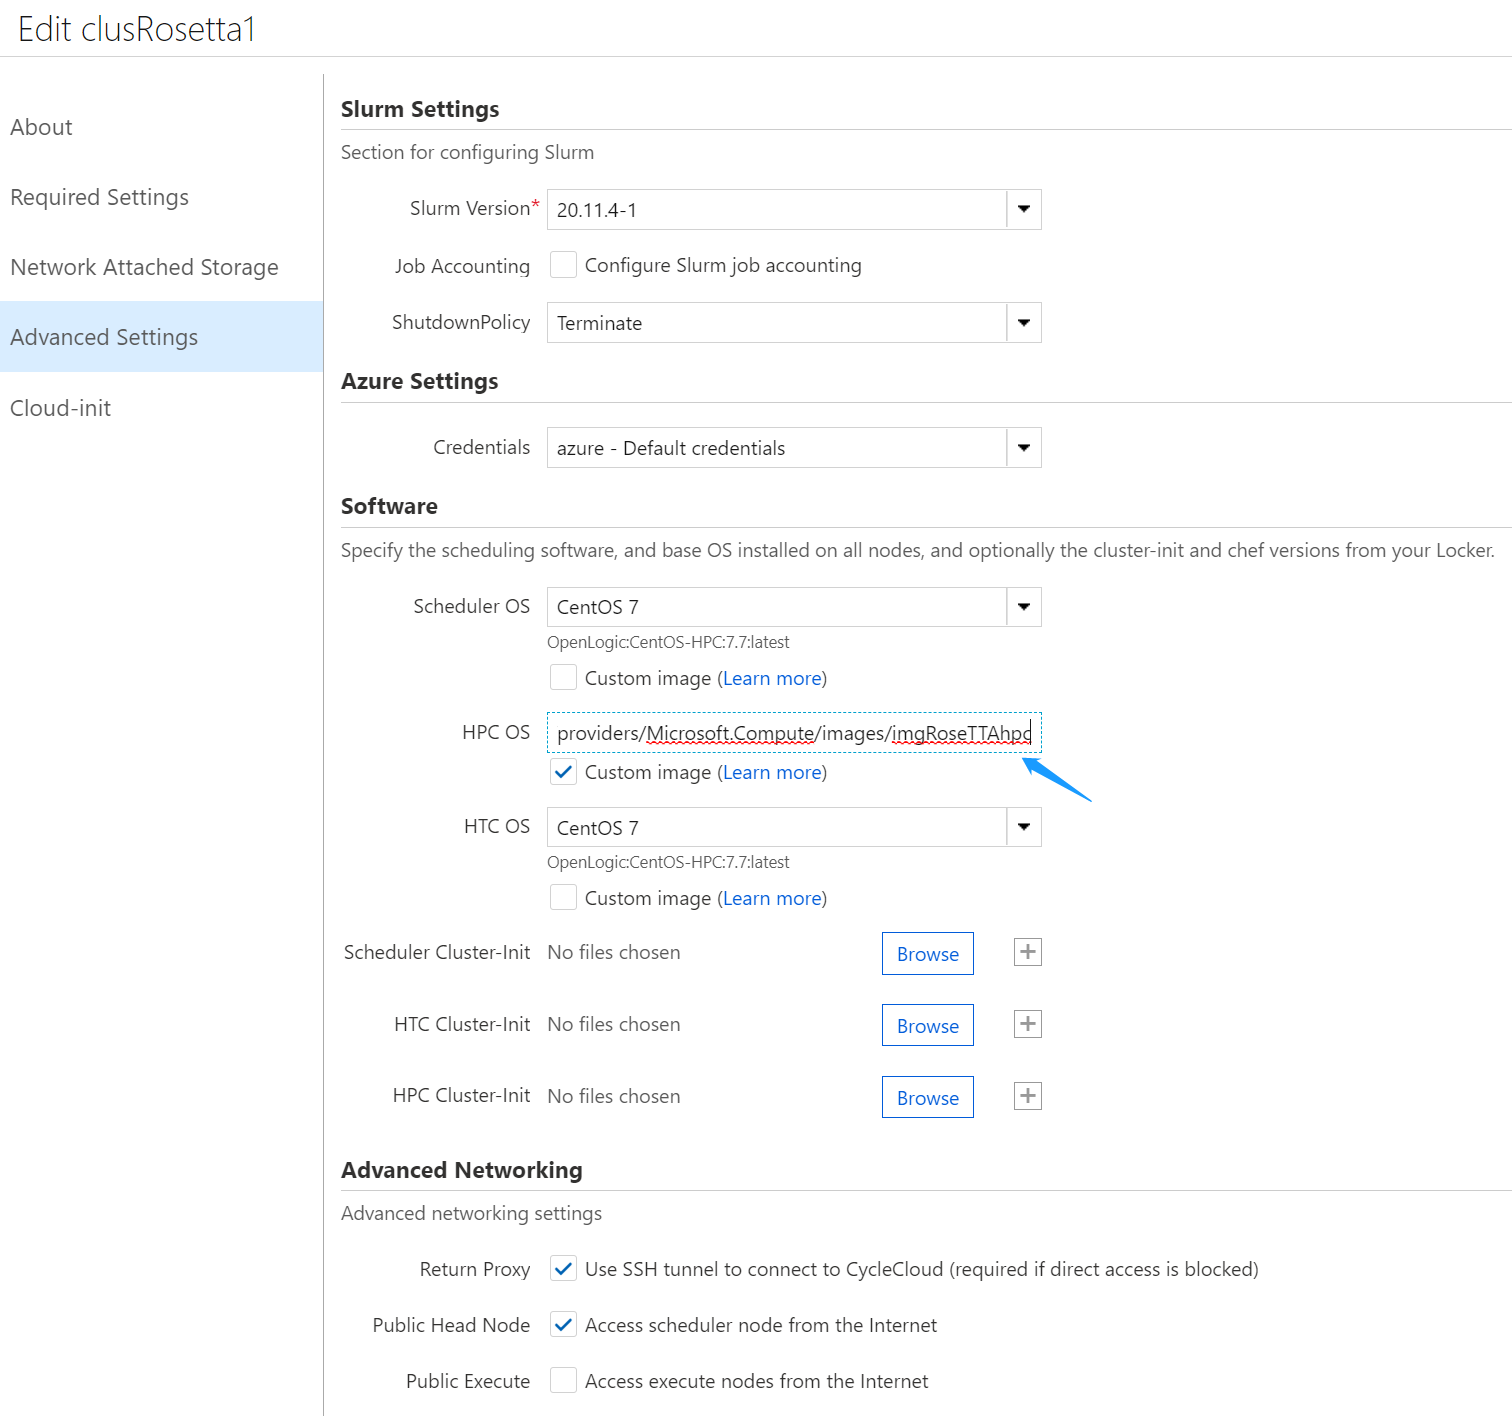 Edit clusRosetta1
About
Required Settings
Network Attached Storage
Advanced Settings
Cloud-init
Slurm Settings
Section for configuring Slurm
Slurm Version* 20.11.4-1
Job Accounting Configure Slurm job accounting
ShutdownPolicy Terminate
Azure Settings
Credentials azure - Default credentials
Software
Specify the scheduling software, and base OS installed on all nodes, and optionally the cluster-init and chef versions from your Locker.
Scheduler OS CentOS 7
OpenLogic:CentOS-HPC:7.7:latest
Custom image (Learn more)
HPC OS providers/Microsoft.Compute/images/imgRoseTTAhpc
Custom image (Learn more)
HTC OS CentOS 7
OpenLogic:CentOS-HPC:7.7:latest
Custom image (Learn more)
Scheduler Cluster-Init No files chosen Browse
HTC Cluster-Init No files chosen Browse
HPC Cluster-Init No files chosen Browse
Advanced Networking
Advanced networking settings
Return Proxy Use SSH tunnel to connect to CycleCloud (required if direct access is blocked)
Public Head Node Access scheduler node from the Internet
Public Execute Access execute nodes from the Internet